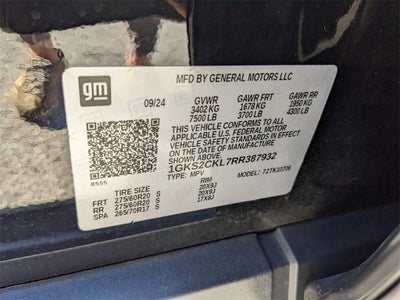 gm
MFD BY GENERAL MOTORS LLC
09/24 GVWR GAWR FRT GAWR RR
3402 KG 1678 KG 1950 KG
7500 LB 3700 LB 4300 LB
THIS VEHICLE CONFORMS TO ALL
APPLICABLE U.S. FEDERAL MOTOR
VEHICLE SAFETY STANDARDS IN EFFECT
ON THE DATE OF MANUFACTURE
SHOWN ABOVE.
1GKS2CKL7RR387932
8555 TYPE: MPV MODEL: T2TK10706
TIRE SIZE RIM
FRT 275/60R20 S 20X9J
RR 275/60R20 S 20X9J
SPA 265/70R17 S 17X8J